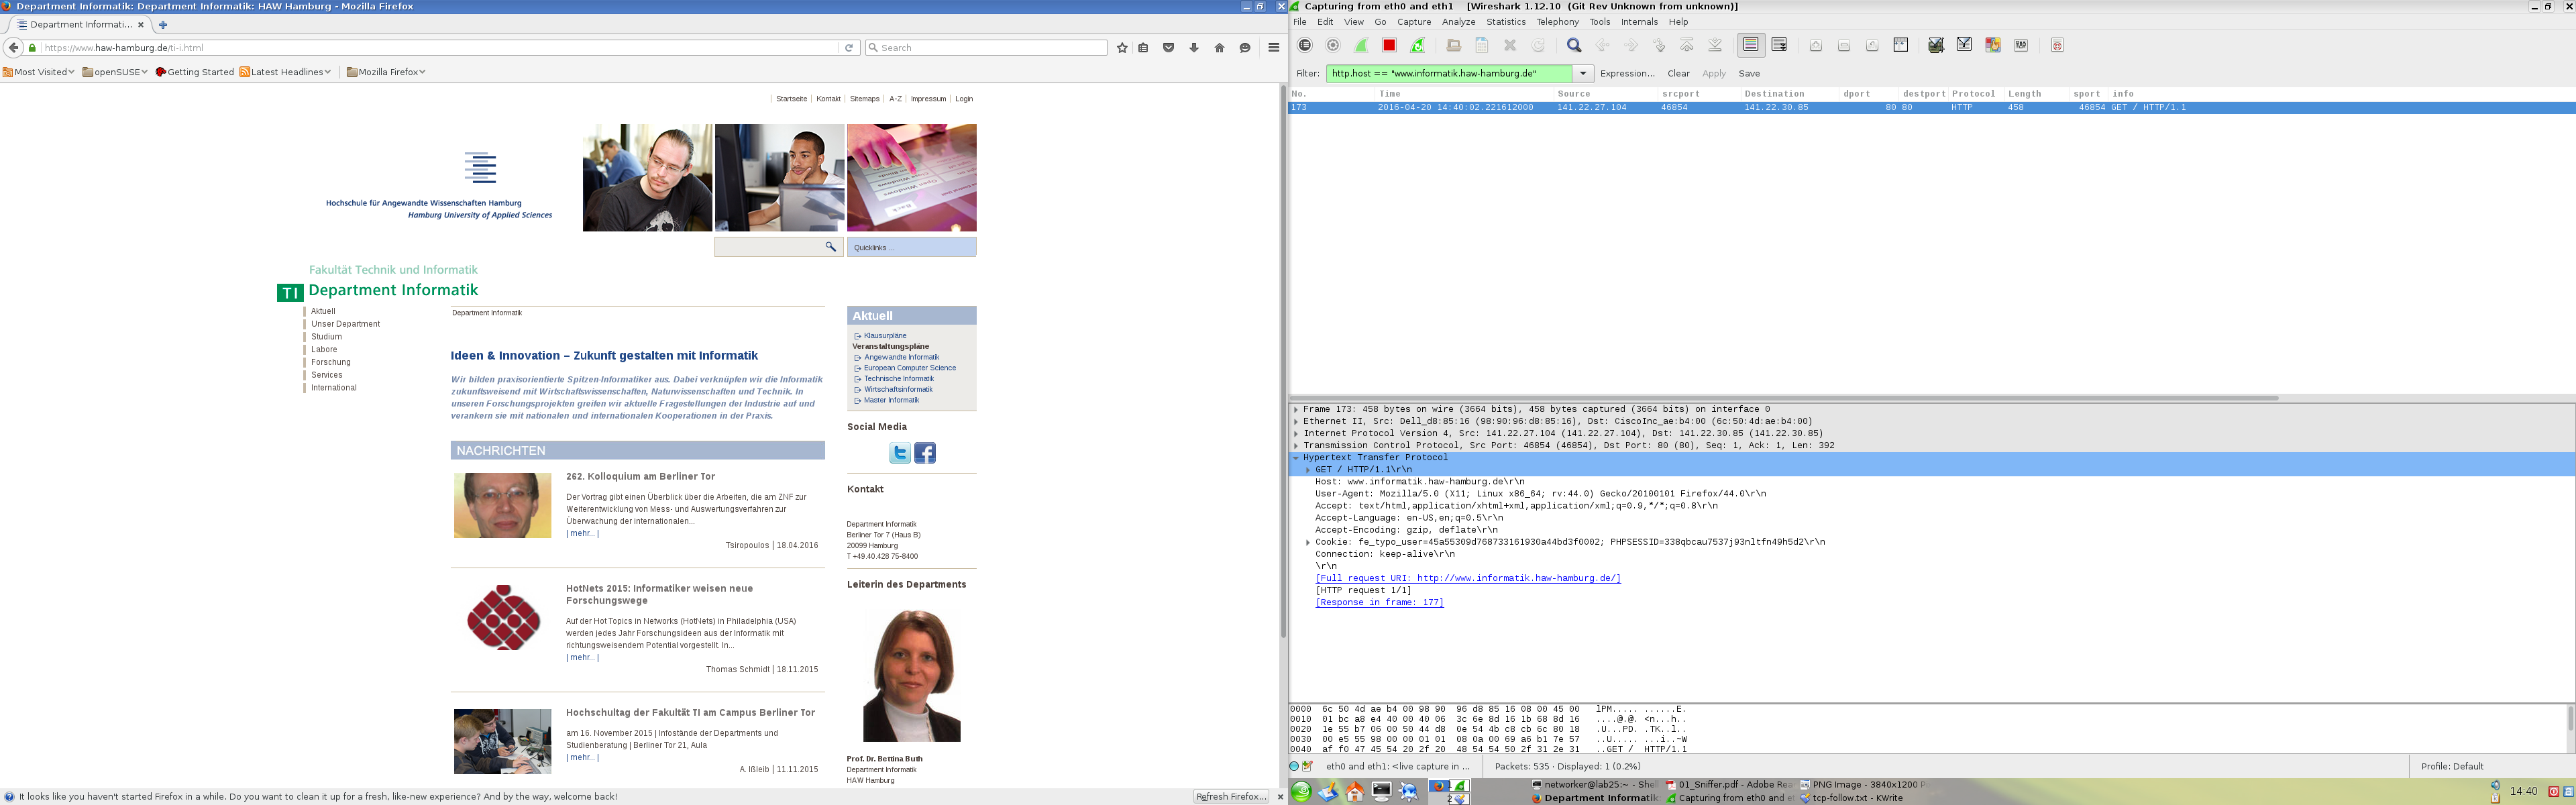 Department Informatik: Department Informatik: HAW Hamburg - Mozilla Firefox
Department Informati...
https://www.haw-hamburg.de/ti-i.html
Search
Most Visited
openSUSE
Getting Started
Latest Headlines
Mozilla Firefox
Startseite | Kontakt | Sitemaps | A-Z | Impressum | Login
Hochschule für Angewandte Wissenschaften Hamburg
Hamburg University of Applied Sciences
Quicklinks ...
Fakultät Technik und Informatik
TI Department Informatik
Aktuell
Unser Department
Studium
Labore
Forschung
Services
International
Department Informatik
Ideen & Innovation – Zukunft gestalten mit Informatik
Wir bilden praxisorientierte Spitzen-Informatiker aus. Dabei verknüpfen wir die Informatik
zukunftsweisend mit Wirtschaftswissenschaften, Naturwissenschaften und Technik. In
unseren Forschungsprojekten greifen wir aktuelle Fragestellungen der Industrie auf und
verankern sie mit nationalen und internationalen Kooperationen in der Praxis.
NACHRICHTEN
262. Kolloquium am Berliner Tor
Der Vortrag gibt einen Überblick über die Arbeiten, die am ZNF zur
Weiterentwicklung von Mess- und Auswertungsverfahren zur
Überwachung der internationalen...
| mehr... |
Tsiropoulos | 18.04.2016
HotNets 2015: Informatiker weisen neue
Forschungswege
Auf der Hot Topics in Networks (HotNets) in Philadelphia (USA)
werden jedes Jahr Forschungsideen aus der Informatik mit
richtungsweisendem Potential vorgestellt. In...
| mehr... |
Thomas Schmidt | 18.11.2015
Hochschultag der Fakultät TI am Campus Berliner Tor
am 16. November 2015 | Infostände der Departments und
Studienberatung | Berliner Tor 21, Aula
| mehr... |
A. Ißleib | 11.11.2015
Aktuell
Klausurpläne
Veranstaltungspläne
Angewandte Informatik
European Computer Science
Technische Informatik
Wirtschaftsinformatik
Master Informatik
Social Media
Kontakt
Department Informatik
Berliner Tor 7 (Haus B)
20099 Hamburg
T +49.40.428 75-8400
Leiterin des Departments
Prof. Dr. Bettina Buth
Department Informatik
HAW Hamburg
It looks like you haven't started Firefox in a while. Do you want to clean it up for a fresh, like-new experience? And by the way, welcome back!
Refresh Firefox...
Capturing from eth0 and eth1 [Wireshark 1.12.10 (Git Rev Unknown from unknown)]
File Edit View Go Capture Analyze Statistics Telephony Tools Internals Help
Filter: http.host == "www.informatik.haw-hamburg.de" Expression... Clear Apply Save
No. Time Source srcport Destination dport destport Protocol Length sport info
173 2016-04-20 14:40:02.221612000 141.22.27.104 46854 141.22.30.85 80 80 HTTP 458 46854 GET / HTTP/1.1
Frame 173: 458 bytes on wire (3664 bits), 458 bytes captured (3664 bits) on interface 0
Ethernet II, Src: Dell_d8:85:16 (98:90:96:d8:85:16), Dst: CiscoInc_ae:b4:00 (6c:50:4d:ae:b4:00)
Internet Protocol Version 4, Src: 141.22.27.104 (141.22.27.104), Dst: 141.22.30.85 (141.22.30.85)
Transmission Control Protocol, Src Port: 46854 (46854), Dst Port: 80 (80), Seq: 1, Ack: 1, Len: 392
Hypertext Transfer Protocol
GET / HTTP/1.1\r\n
Host: www.informatik.haw-hamburg.de\r\n
User-Agent: Mozilla/5.0 (X11; Linux x86_64; rv:44.0) Gecko/20100101 Firefox/44.0\r\n
Accept: text/html,application/xhtml+xml,application/xml;q=0.9,*/*;q=0.8\r\n
Accept-Language: en-US,en;q=0.5\r\n
Accept-Encoding: gzip, deflate\r\n
Cookie: fe_typo_user=45a55309d768733161930a44bd3f0002; PHPSESSID=338qbcau7537j93nltfn49h5d2\r\n
Connection: keep-alive\r\n
\r\n
[Full request URI: http://www.informatik.haw-hamburg.de/]
[HTTP request 1/1]
[Response in frame: 177]
0000 6c 50 4d ae b4 00 98 90 96 d8 85 16 08 00 45 00 lPM..... ......E.
0010 01 bc a8 e4 40 00 40 06 3c 6e 8d 16 1b 68 8d 16 ....@.@. <n...h..
0020 1e 55 b7 06 00 50 44 d8 0e 54 4b c8 cb 6c 80 18 .U...PD. .TK..l..
0030 00 e5 55 98 00 00 01 01 08 0a 00 69 a6 b1 7e 57 ..U..... ...i..~W
0040 af f0 47 45 54 20 2f 20 48 54 54 50 2f 31 2e 31 ..GET / HTTP/1.1
eth0 and eth1: <live capture in ...
Packets: 535 · Displayed: 1 (0.2%)
Profile: Default
1
2
networker@lab25:~ - Shell
01_Sniffer.pdf - Adobe Rea
PNG Image - 3840x1200 P
Department Informatik
Capturing from eth0 and et
tcp-follow.txt - KWrite
14:40